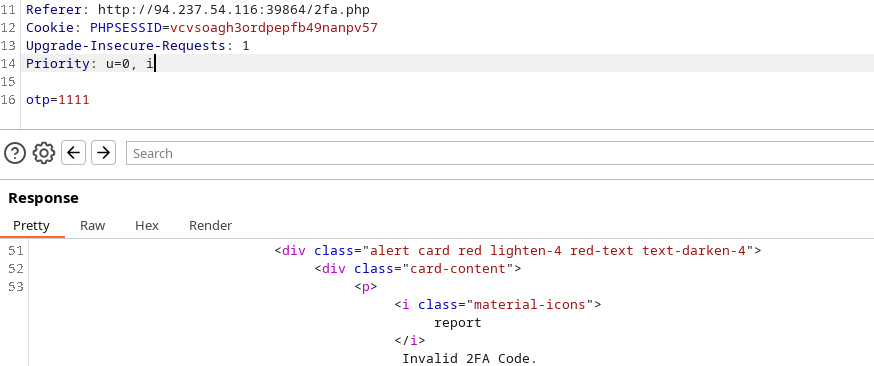 11 Referer: http://94.237.54.116:39864/2fa.php
12 Cookie: PHPSESSID=vcvsoagh3ordpepfb49nanpv57
13 Upgrade-Insecure-Requests: 1
14 Priority: u=0, i
15
16 otp=1111
Search
Response
Pretty Raw Hex Render
51 <div class="alert card red lighten-4 red-text text-darken-4">
52 <div class="card-content">
53 <p>
<i class="material-icons">
report
</i>
Invalid 2FA Code.